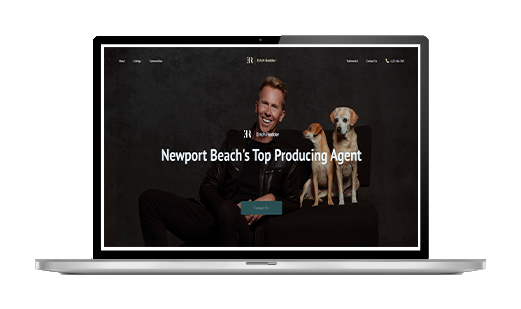 About
Listings
Communities
ER
Erich Redder
Testimonials
Contact Us
ER Erich Redder
Newport Beach's Top Producing Agent
Contact Us